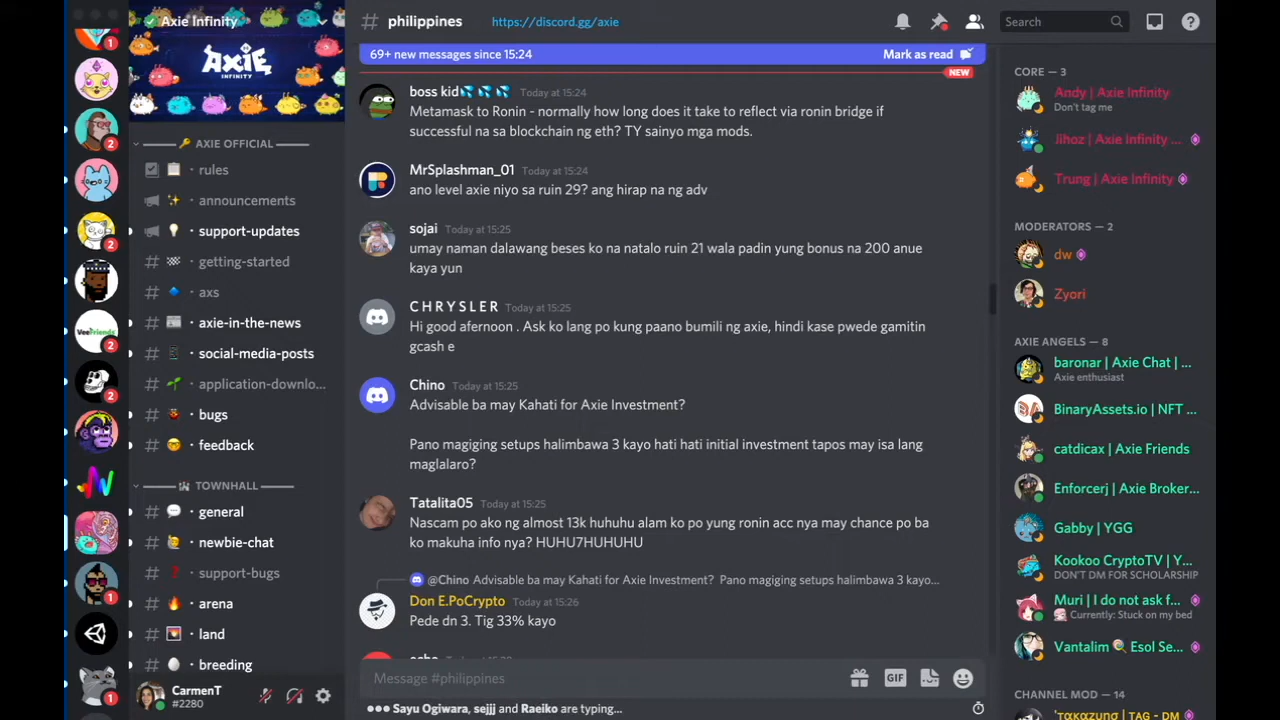 Axie Infinity
AXIE INFINITY
AXIE OFFICIAL
rules
announcements
support-updates
getting-started
axs
axie-in-the-news
social-media-posts
application-downlo...
bugs
feedback
TOWNHALL
general
newbie-chat
support-bugs
arena
land
breeding
CarmenT
#2280
VeeFriends
1
2
2
2
2
1
1
# philippines
https://discord.gg/axie
Search
69+ new messages since 15:24
Mark as read
NEW
boss kid Today at 15:24
Metamask to Ronin - normally how long does it take to reflect via ronin bridge if
successful na sa blockchain ng eth? TY sainyo mga mods.
MrSplashman_01 Today at 15:24
ano level axie niyo sa ruin 29? ang hirap na ng adv
sojai Today at 15:25
umay naman dalawang beses ko na natalo ruin 21 wala padin yung bonus na 200 anue
kaya yun
C H R Y S L E R Today at 15:25
Hi good afernoon . Ask ko lang po kung paano bumili ng axie, hindi kase pwede gamitin
gcash e
Chino Today at 15:25
Advisable ba may Kahati for Axie Investment?
Pano magiging setups halimbawa 3 kayo hati hati initial investment tapos may isa lang
maglalaro?
Tatalita05 Today at 15:25
Nascam po ako ng almost 13k huhuhu alam ko po yung ronin acc nya may chance po ba
ko makuha info nya? HUHU7HUHUHU
@Chino Advisable ba may Kahati for Axie Investment? Pano magiging setups halimbawa 3 kayo...
Don E.PoCrypto Today at 15:26
Pede dn 3. Tig 33% kayo
Message #philippines
GIF
Sayu Ogiwara, sejjj and Raeiko are typing...
CORE — 3
Andy | Axie Infinity
Don't tag me
Jihoz | Axie Infinity ...
Trung | Axie Infinity
MODERATORS — 2
dw
Zyori
AXIE ANGELS — 8
baronar | Axie Chat | ...
Axie enthusiast
BinaryAssets.io | NFT ...
catdicax | Axie Friends
Enforcerj | Axie Broker...
Gabby | YGG
Kookoo CryptoTV | Y...
DON'T DM FOR SCHOLARSHIP
Muri | I do not ask f...
Currently: Stuck on my bed
Vantalim Esol Se...
CHANNEL MOD — 14
| TAG - DM